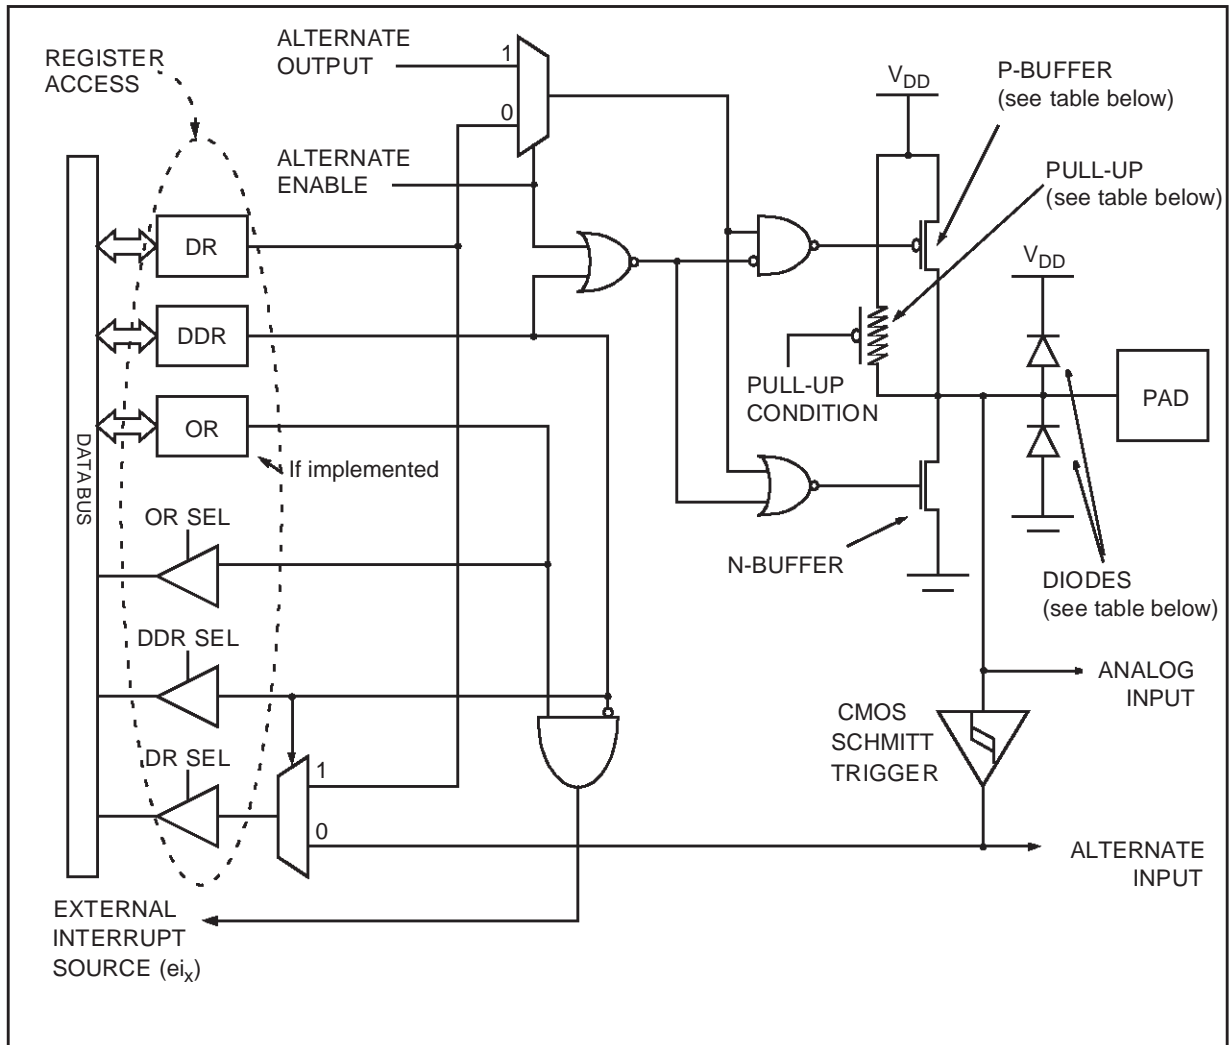 REGISTER
ACCESS
ALTERNATE
OUTPUT
1
0
ALTERNATE
ENABLE
VDD
P-BUFFER
(see table below)
PULL-UP
(see table below)
VDD
DR
DDR
OR
If implemented
DATA BUS
PULL-UP
CONDITION
PAD
OR SEL
DDR SEL
DR SEL
1
0
N-BUFFER
DIODES
(see table below)
ANALOG
INPUT
CMOS
SCHMITT
TRIGGER
ALTERNATE
INPUT
EXTERNAL
INTERRUPT
SOURCE (eix)